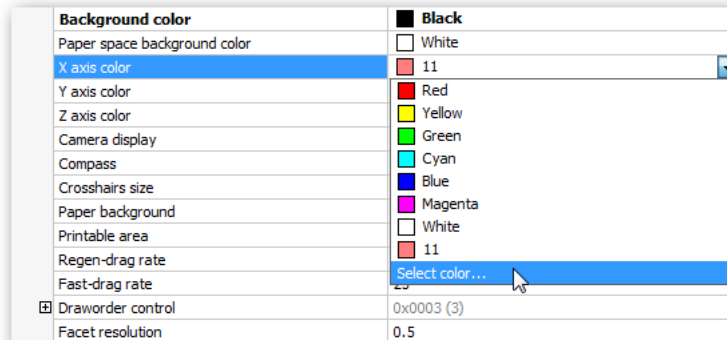 Background color Black
Paper space background color White
X axis color 11
Y axis color Red
Z axis color Yellow
Camera display Green
Compass Cyan
Crosshairs size Blue
Paper background Magenta
Printable area White
Regen-drag rate 11
Fast-drag rate Select color...
Draworder control 0x0003 (3)
Facet resolution 0.5